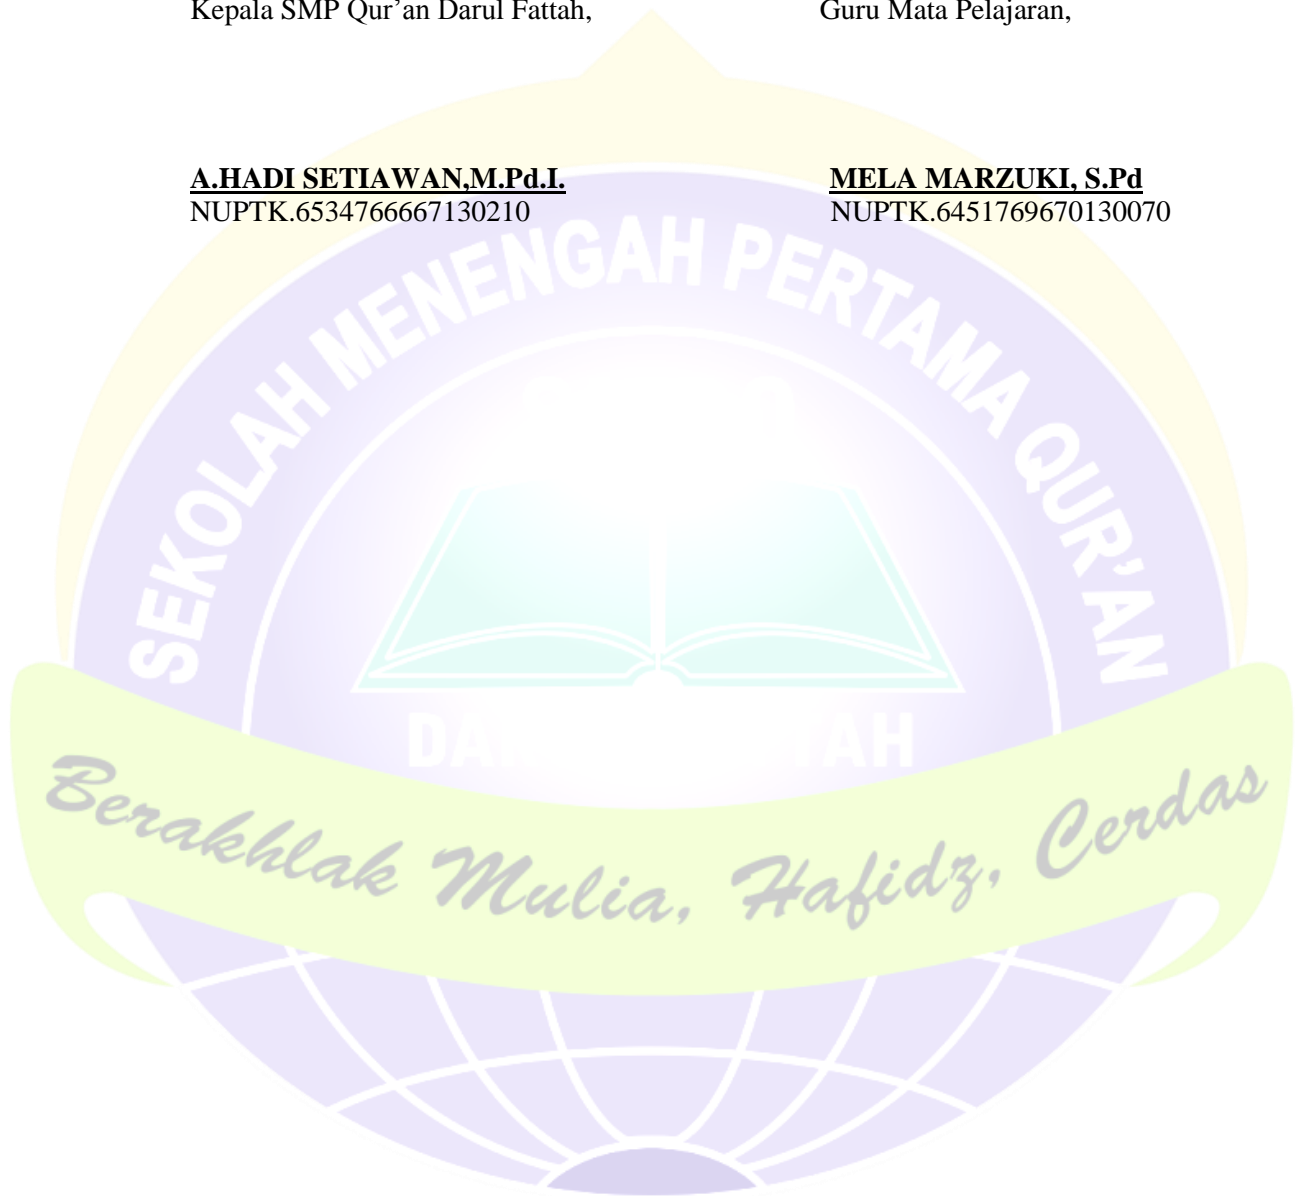 Kepala SMP Qur’an Darul Fattah, Guru Mata Pelajaran,
A.HADI SETIAWAN,M.Pd.I. MELA MARZUKI, S.Pd
NUPTK.6534766667130210 NUPTK.6451769670130070
SEKOLAH MENENGAH PERTAMA QUR'AN
Berakhlak Mulia, Hafidz, Cerdas